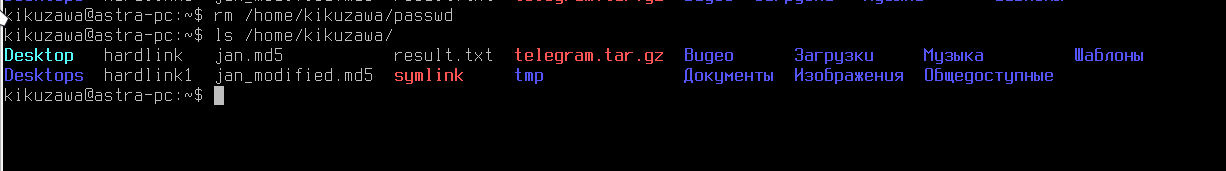 kikuzawa@astra-pc:~$ rm /home/kikuzawa/passwd
kikuzawa@astra-pc:~$ ls /home/kikuzawa/
Desktop hardlink jan.md5 result.txt telegram.tar.gz Видео Загрузки Музыка Шаблоны
Desktops hardlink1 jan_modified.md5 symlink tmp Документы Изображения Общедоступные
kikuzawa@astra-pc:~$